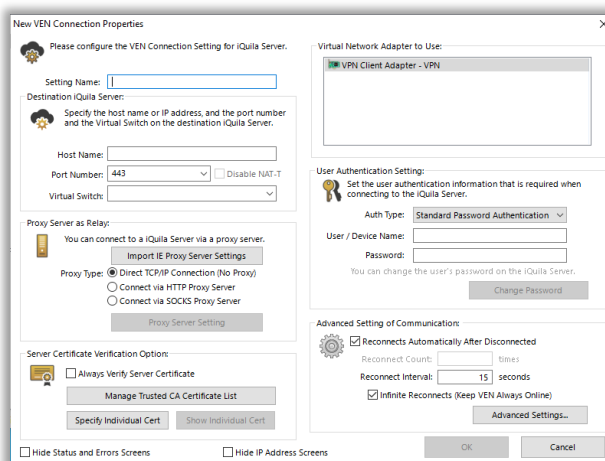 New VEN Connection Properties
Please configure the VEN Connection Setting for iQuila Server.
Setting Name:
Destination iQuila Server:
Specify the host name or IP address, and the port number
and the Virtual Switch on the destination iQuila Server.
Host Name:
Port Number: 443 Disable NAT-T
Virtual Switch:
Proxy Server as Relay:
You can connect to a iQuila Server via a proxy server.
Import IE Proxy Server Settings
Proxy Type: Direct TCP/IP Connection (No Proxy)
Connect via HTTP Proxy Server
Connect via SOCKS Proxy Server
Proxy Server Setting
Server Certificate Verification Option:
Always Verify Server Certificate
Manage Trusted CA Certificate List
Specify Individual Cert Show Individual Cert
Hide Status and Errors Screens Hide IP Address Screens
Virtual Network Adapter to Use:
VPN Client Adapter - VPN
User Authentication Setting:
Set the user authentication information that is required when
connecting to the iQuila Server.
Auth Type: Standard Password Authentication
User / Device Name:
Password:
You can change the user's password on the iQuila Server.
Change Password
Advanced Setting of Communication:
Reconnects Automatically After Disconnected
Reconnect Count: times
Reconnect Interval: 15 seconds
Infinite Reconnects (Keep VEN Always Online)
Advanced Settings...
OK Cancel